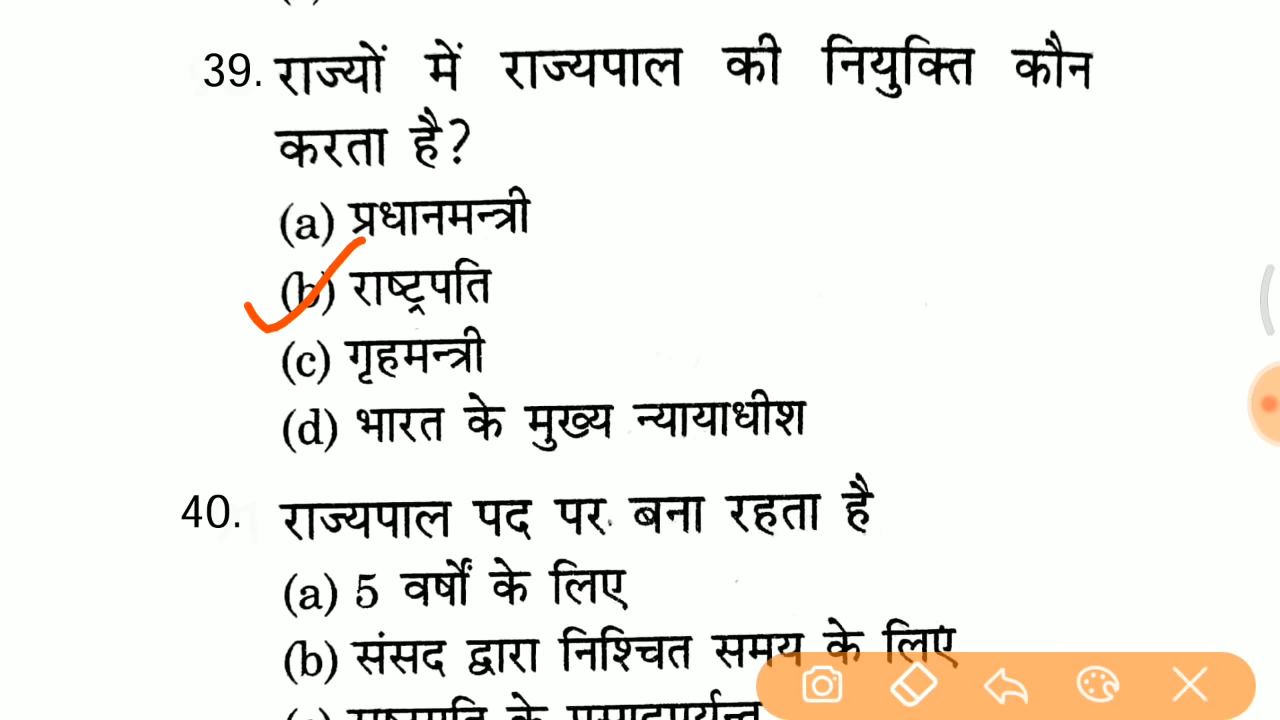 39. राज्यों में राज्यपाल की नियुक्ति कौन
करता है?
(a) प्रधानमन्त्री
(b) राष्ट्रपति
(c) गृहमन्त्री
(d) भारत के मुख्य न्यायाधीश
40. राज्यपाल पद पर बना रहता है
(a) 5 वर्षों के लिए
(b) संसद द्वारा निश्चित समय के लिए